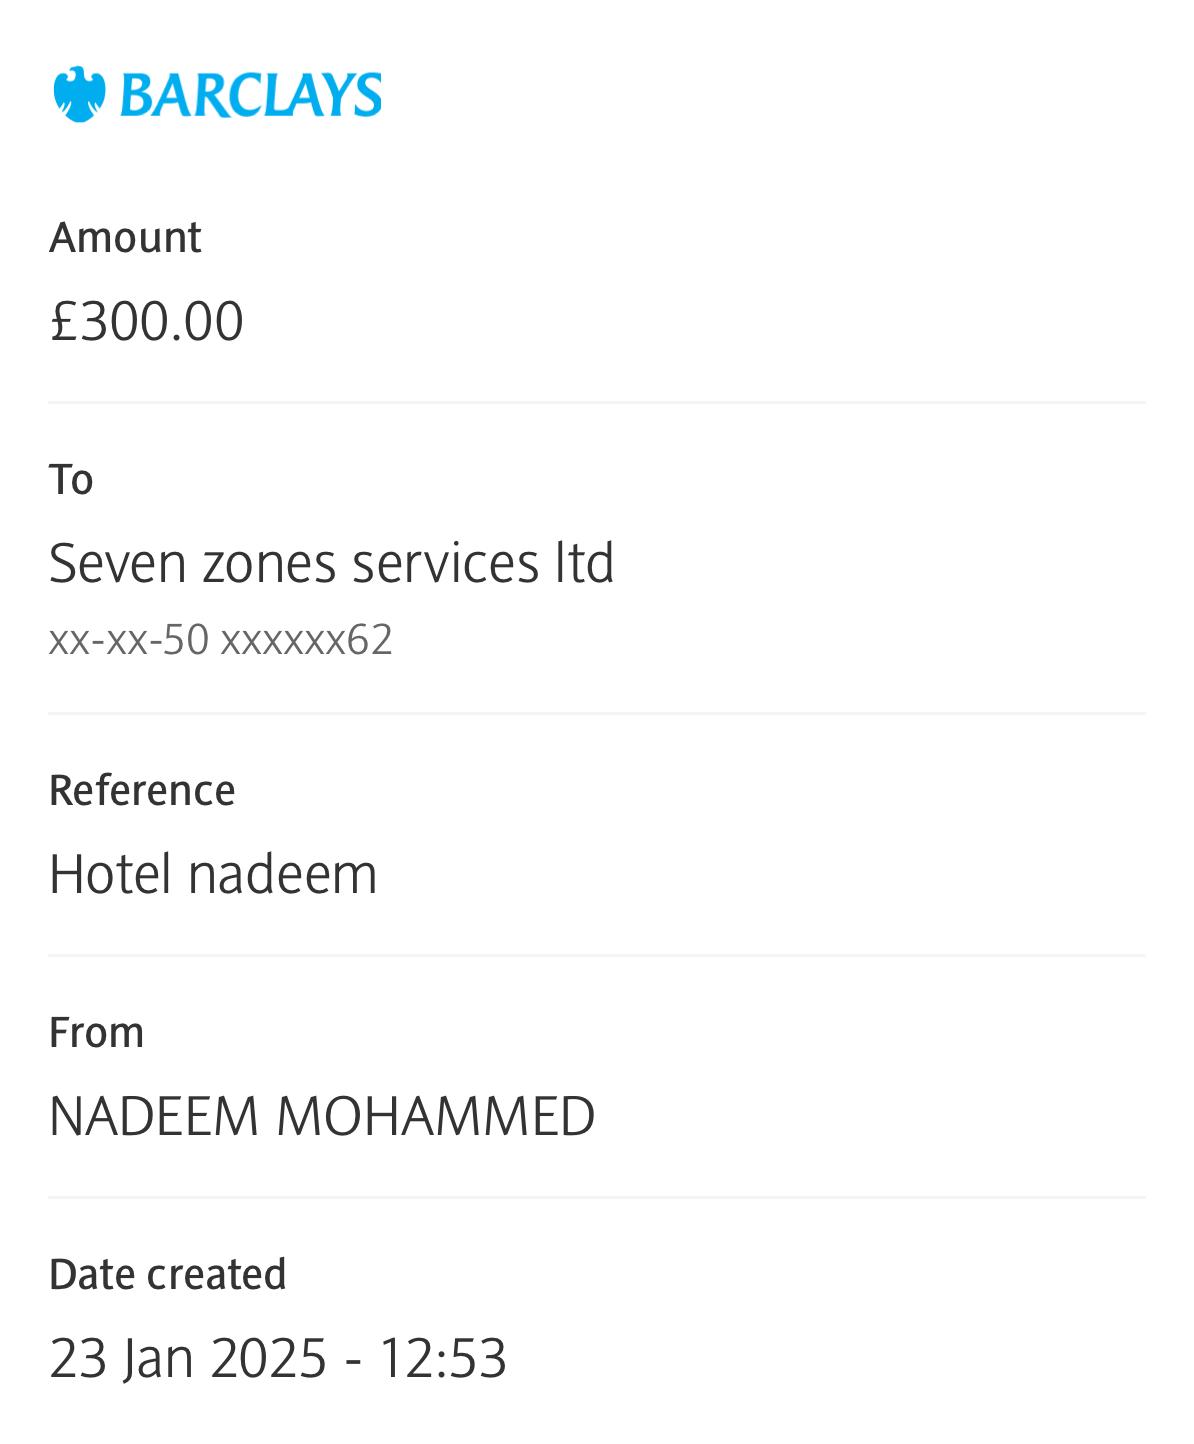 BARCLAYS
Amount
£300.00
To
Seven zones services ltd
xx-xx-50 xxxxxx62
Reference
Hotel nadeem
From
NADEEM MOHAMMED
Date created
23 Jan 2025 - 12:53